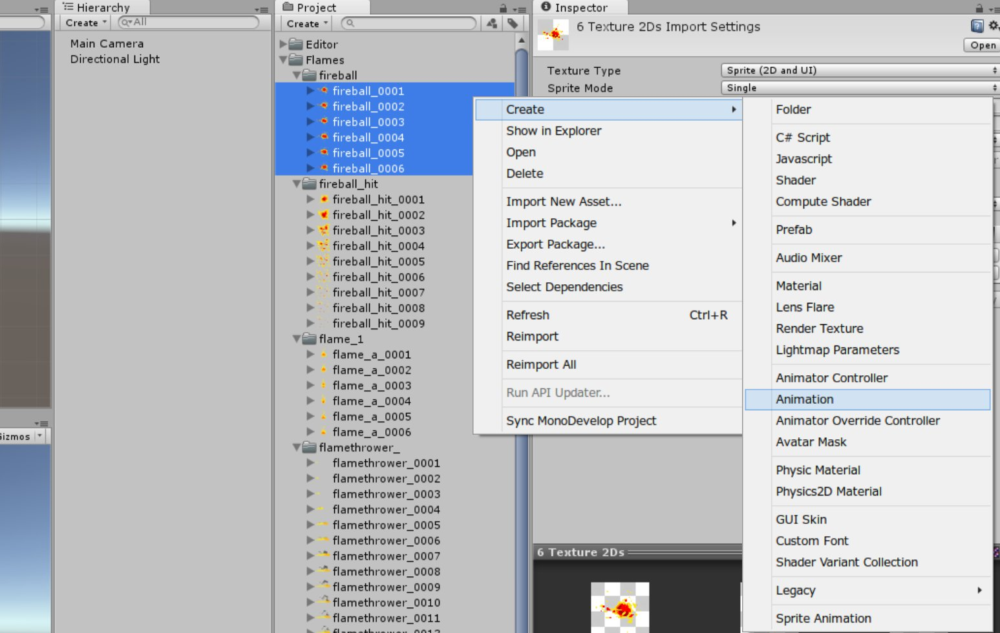 Hierarchy
Create
All
Main Camera
Directional Light
Gizmos
Project
Create
Editor
Flames
fireball
fireball_0001
fireball_0002
fireball_0003
fireball_0004
fireball_0005
fireball_0006
fireball_hit
fireball_hit_0001
fireball_hit_0002
fireball_hit_0003
fireball_hit_0004
fireball_hit_0005
fireball_hit_0006
fireball_hit_0007
fireball_hit_0008
fireball_hit_0009
flame_1
flame_a_0001
flame_a_0002
flame_a_0003
flame_a_0004
flame_a_0005
flame_a_0006
flamethrower_
flamethrower_0001
flamethrower_0002
flamethrower_0003
flamethrower_0004
flamethrower_0005
flamethrower_0006
flamethrower_0007
flamethrower_0008
flamethrower_0009
flamethrower_0010
flamethrower_0011
Inspector
6 Texture 2Ds Import Settings
Open
Texture Type Sprite (2D and UI)
Sprite Mode Single
Create
Show in Explorer
Open
Delete
Import New Asset...
Import Package
Export Package...
Find References In Scene
Select Dependencies
Refresh Ctrl+R
Reimport
Reimport All
Run API Updater...
Sync MonoDevelop Project
Folder
C# Script
Javascript
Shader
Compute Shader
Prefab
Audio Mixer
Material
Lens Flare
Render Texture
Lightmap Parameters
Animator Controller
Animation
Animator Override Controller
Avatar Mask
Physic Material
Physics2D Material
GUI Skin
Custom Font
Shader Variant Collection
Legacy
Sprite Animation
6 Texture 2Ds